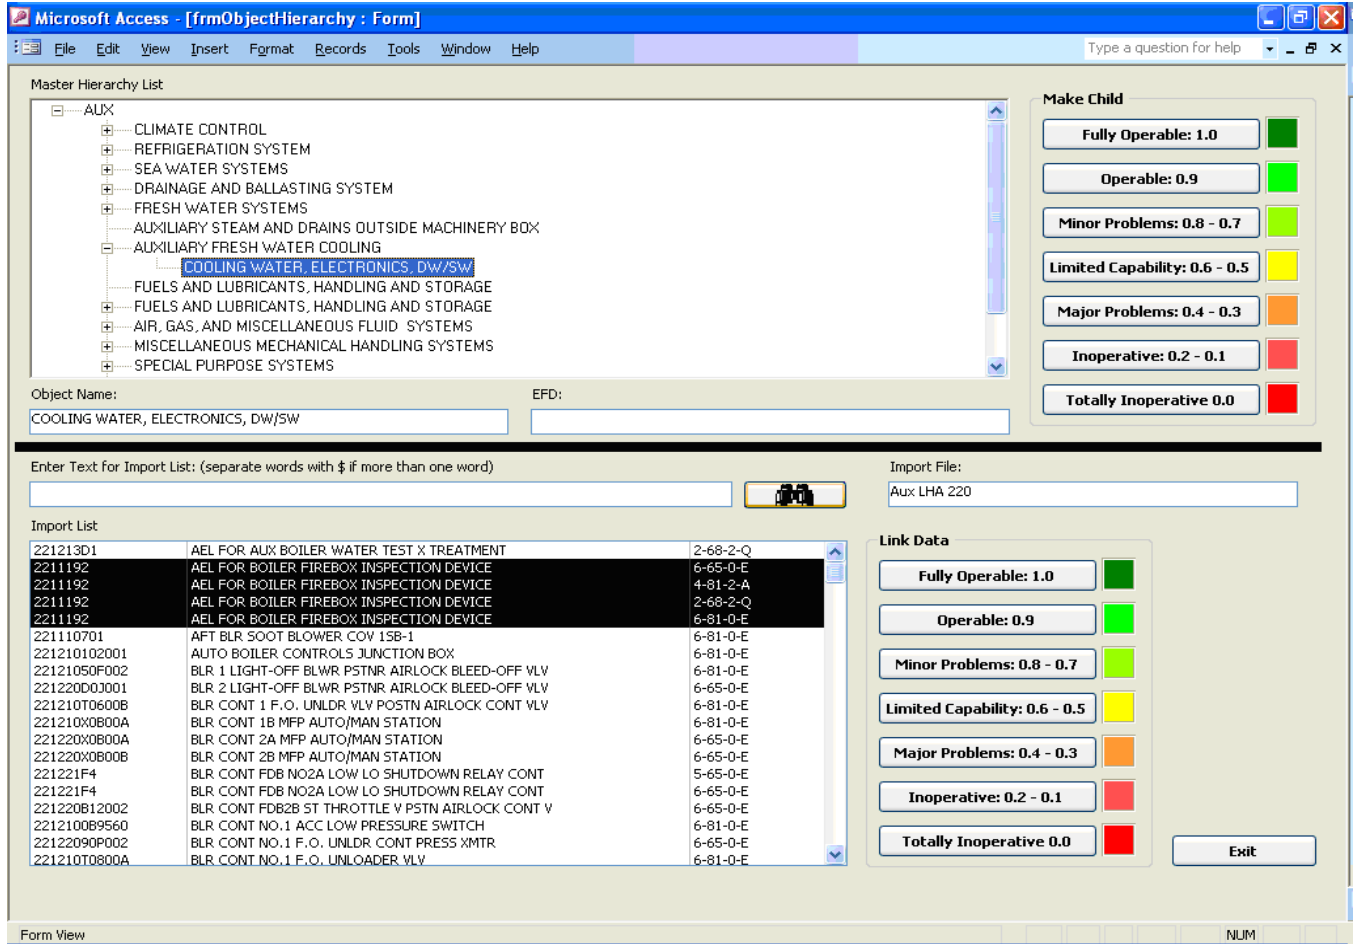 Microsoft Access - [frmObjectHierarchy : Form]
File Edit View Insert Format Records Tools Window Help Type a question for help
Master Hierarchy List
AUX
CLIMATE CONTROL
REFRIGERATION SYSTEM
SEA WATER SYSTEMS
DRAINAGE AND BALLASTING SYSTEM
FRESH WATER SYSTEMS
AUXILIARY STEAM AND DRAINS OUTSIDE MACHINERY BOX
AUXILIARY FRESH WATER COOLING
COOLING WATER, ELECTRONICS, DW/SW
FUELS AND LUBRICANTS, HANDLING AND STORAGE
FUELS AND LUBRICANTS, HANDLING AND STORAGE
AIR, GAS, AND MISCELLANEOUS FLUID SYSTEMS
MISCELLANEOUS MECHANICAL HANDLING SYSTEMS
SPECIAL PURPOSE SYSTEMS
Make Child
Fully Operable: 1.0
Operable: 0.9
Minor Problems: 0.8 - 0.7
Limited Capability: 0.6 - 0.5
Major Problems: 0.4 - 0.3
Inoperative: 0.2 - 0.1
Totally Inoperative 0.0
Object Name: EFD:
COOLING WATER, ELECTRONICS, DW/SW
Enter Text for Import List: (separate words with $ if more than one word) Import File:
Aux LHA 220
Import List
221213D1 AEL FOR AUX BOILER WATER TEST X TREATMENT 2-68-2-Q
2211192 AEL FOR BOILER FIREBOX INSPECTION DEVICE 6-65-0-E
2211192 AEL FOR BOILER FIREBOX INSPECTION DEVICE 4-81-2-A
2211192 AEL FOR BOILER FIREBOX INSPECTION DEVICE 2-68-2-Q
2211192 AEL FOR BOILER FIREBOX INSPECTION DEVICE 6-81-0-E
221110701 AFT BLR SOOT BLOWER COV 1SB-1 6-81-0-E
221210102001 AUTO BOILER CONTROLS JUNCTION BOX 6-81-0-E
22121050F002 BLR 1 LIGHT-OFF BLWR PSTNR AIRLOCK BLEED-OFF VLV 6-81-0-E
221220D0J001 BLR 2 LIGHT-OFF BLWR PSTNR AIRLOCK BLEED-OFF VLV 6-65-0-E
221210T0600B BLR CONT 1 F.O. UNLDR VLV POSTN AIRLOCK CONT VLV 6-81-0-E
221210X0B00A BLR CONT 1B MFP AUTO/MAN STATION 6-81-0-E
221220X0B00A BLR CONT 2A MFP AUTO/MAN STATION 6-65-0-E
221220X0B00B BLR CONT 2B MFP AUTO/MAN STATION 6-65-0-E
221221F4 BLR CONT FDB NO2A LOW LO SHUTDOWN RELAY CONT 5-65-0-E
221221F4 BLR CONT FDB NO2A LOW LO SHUTDOWN RELAY CONT 6-65-0-E
221220B12002 BLR CONT FDB2B ST THROTTLE V PSTN AIRLOCK CONT V 6-65-0-E
2212100B9560 BLR CONT NO.1 ACC LOW PRESSURE SWITCH 6-81-0-E
22122090P002 BLR CONT NO.1 F.O. UNLDR CONT PRESS XMTR 6-65-0-E
221210T0800A BLR CONT NO.1 F.O. UNLOADER VLV 6-81-0-E
Link Data
Fully Operable: 1.0
Operable: 0.9
Minor Problems: 0.8 - 0.7
Limited Capability: 0.6 - 0.5
Major Problems: 0.4 - 0.3
Inoperative: 0.2 - 0.1
Totally Inoperative 0.0
Exit
Form View NUM